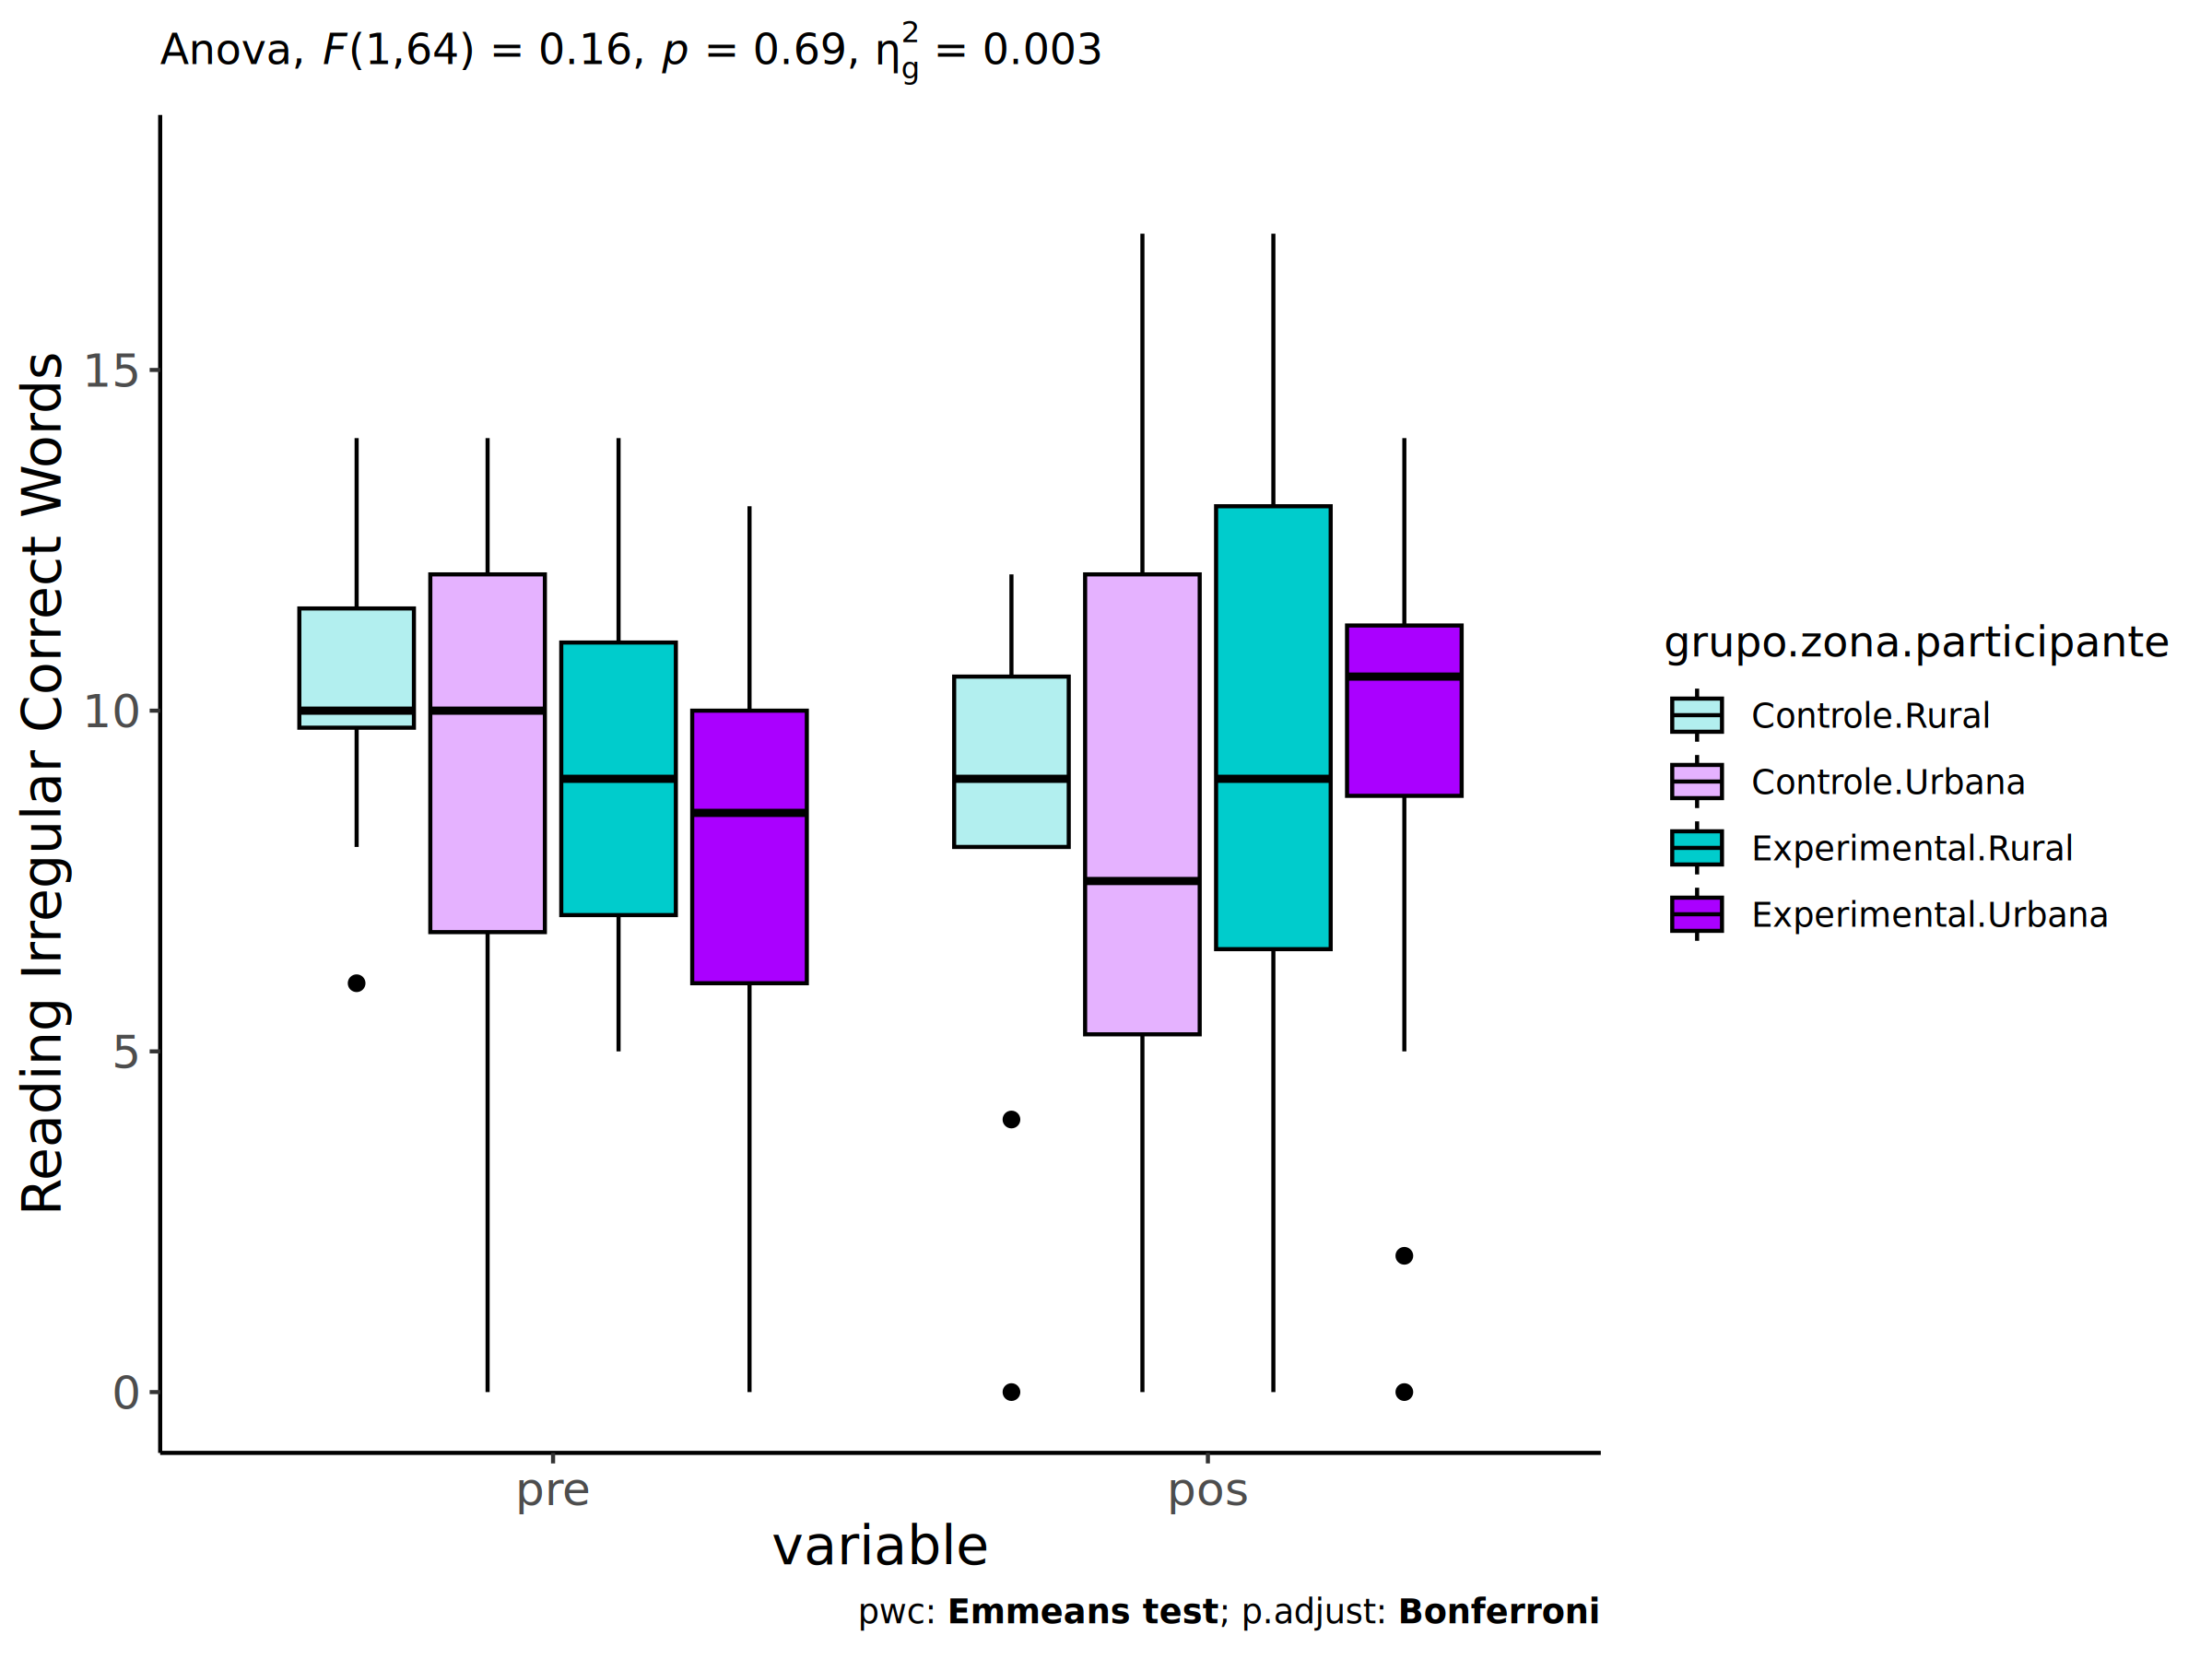 Anova, F(1,64) = 0.16, p = 0.69, η²g = 0.003
Reading Irregular Correct Words
15
10
5
0
pre
pos
variable
grupo.zona.participante
Controle.Rural
Controle.Urbana
Experimental.Rural
Experimental.Urbana
pwc: Emmeans test; p.adjust: Bonferroni